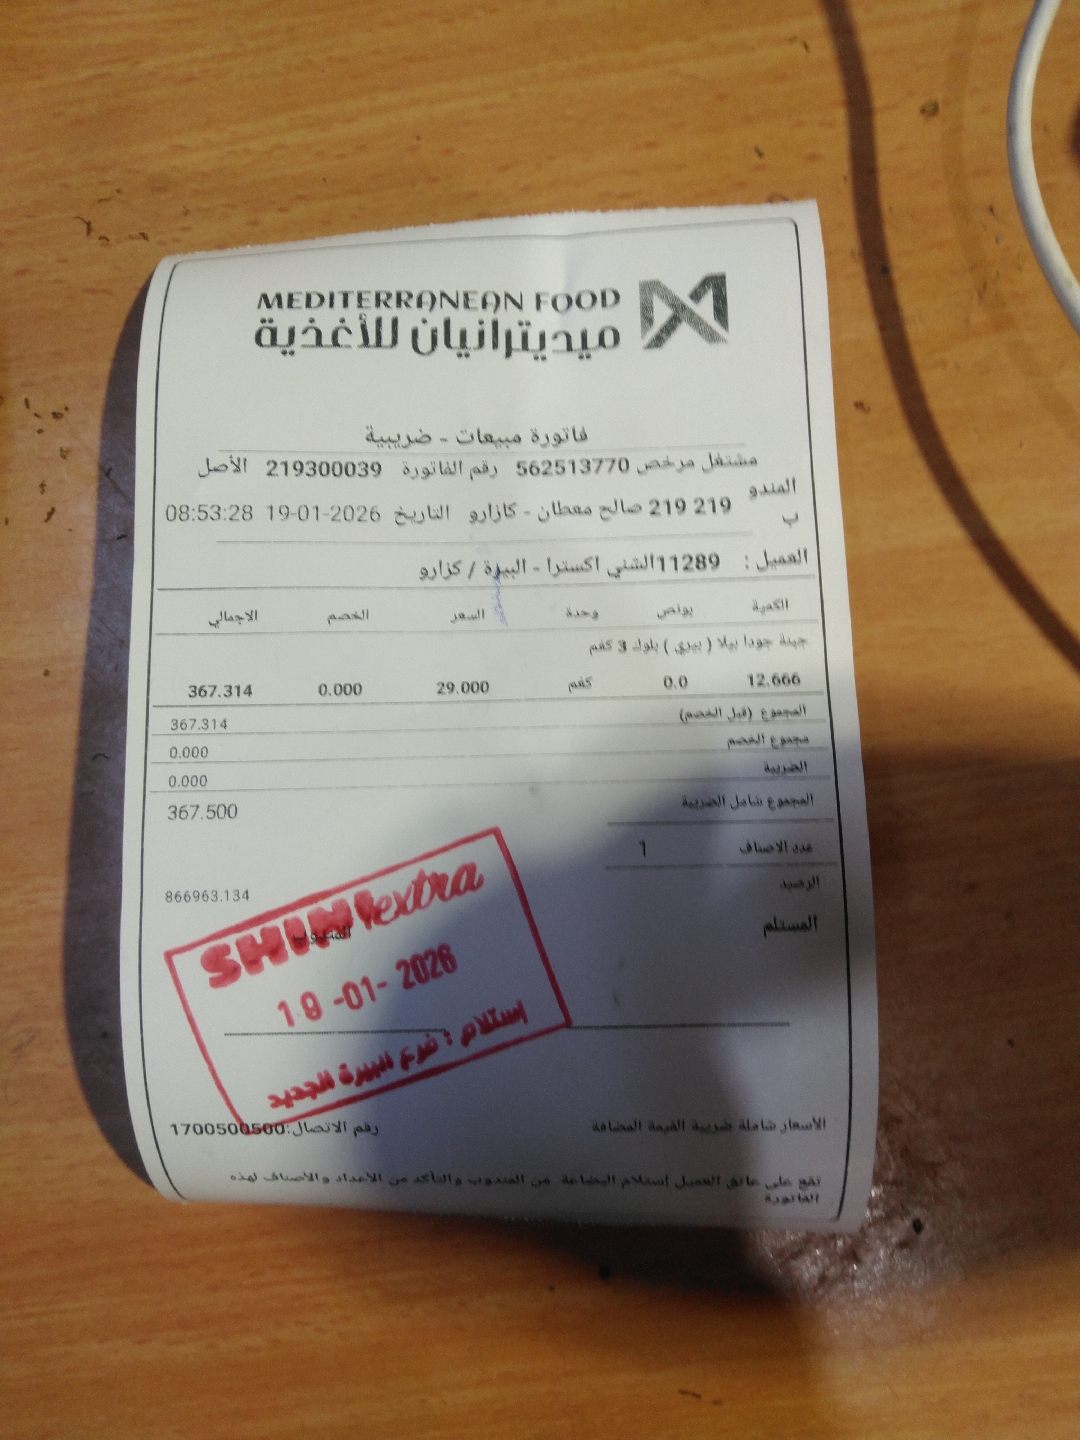 MEDITERRANEAN FOOD
ميديترانيان للأغذية
فاتورة مبيعات - ضريبية
مشتغل مرخص 562513770 رقم الفاتورة 219300039 الأصل
المندوب 219 219 صالح معطان - كازارو التاريخ 19-01-2026 08:53:28
العميل : 11289الشني اكسترا - البيرة / كزارو
الكمية بونص وحدة السعر الخصم الاجمالي
جبنة جودا بيلا ( بيري ) بلوك 3 كغم
12.666 0.0 كغم 29.000 0.000 367.314
المجموع (قبل الخصم) 367.314
مجموع الخصم 0.000
الضريبة 0.000
المجموع شامل الضريبة 367.500
عدد الاصناف 1
الرصيد 866963.134
المستلم المندوب
SHINI extra
19-01-2026
إستلام : فرع البيرة الجديد
الأسعار شاملة ضريبة القيمة المضافة رقم الاتصال:1700500500
تقع على عاتق العميل إستلام البضاعة من المندوب والتأكد من الأعداد والأصناف لهذه
الفاتورة